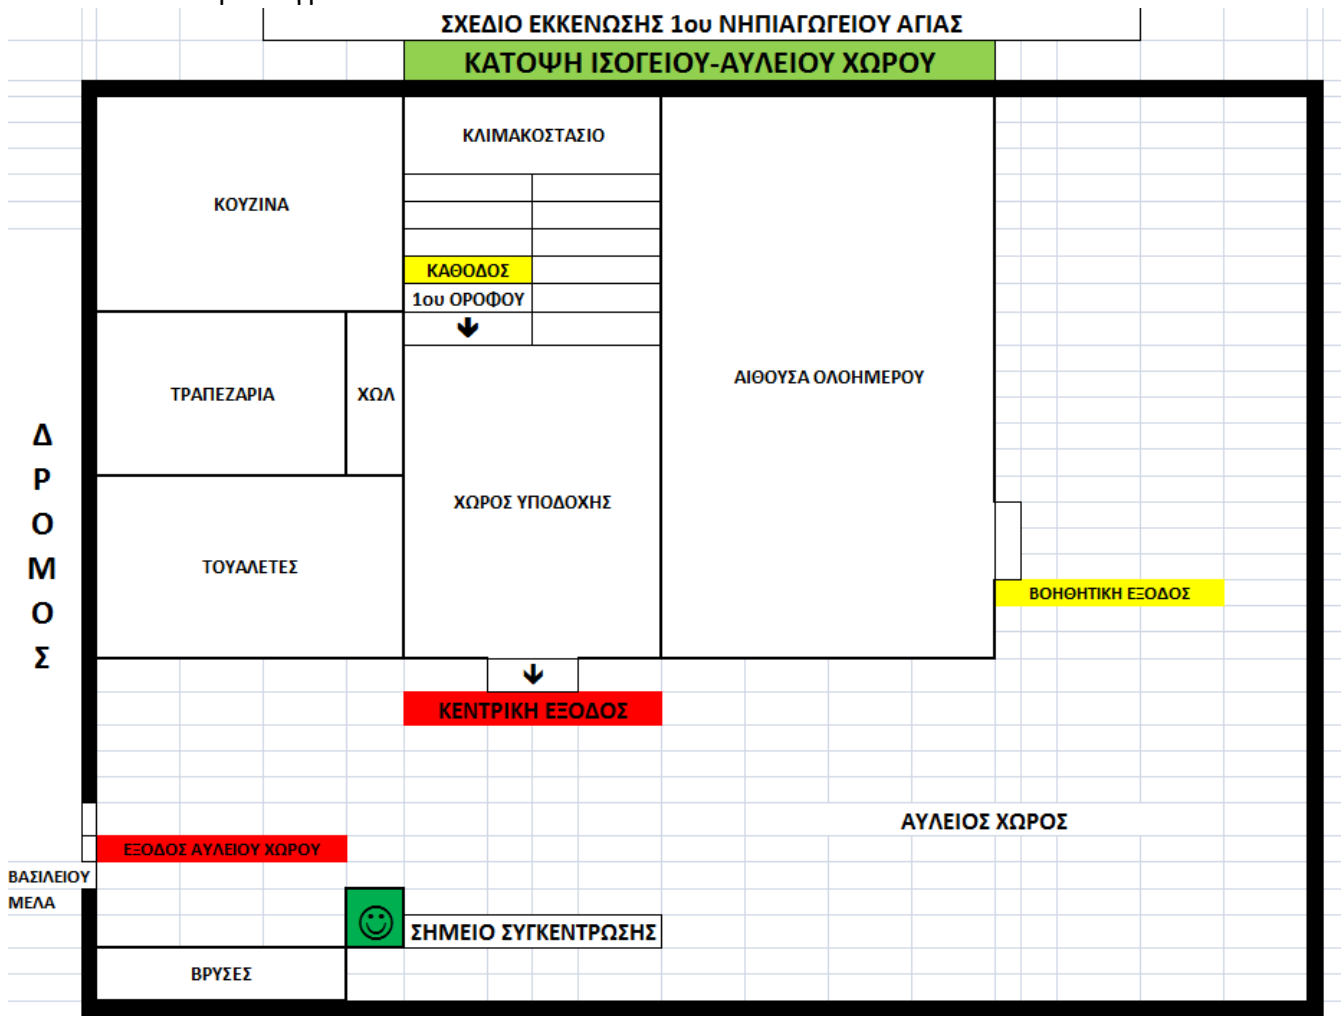 ΣΧΕΔΙΟ ΕΚΚΕΝΩΣΗΣ 1ου ΝΗΠΙΑΓΩΓΕΙΟΥ ΑΓΙΑΣ
ΚΑΤΟΨΗ ΙΣΟΓΕΙΟΥ-ΑΥΛΕΙΟΥ ΧΩΡΟΥ
ΚΛΙΜΑΚΟΣΤΑΣΙΟ
ΚΟΥΖΙΝΑ
ΚΑΘΟΔΟΣ
1ου ΟΡΟΦΟΥ
ΑΙΘΟΥΣΑ ΟΛΟΗΜΕΡΟΥ
ΤΡΑΠΕΖΑΡΙΑ
ΧΩΛ
ΔΡΟΜΟΣ
ΧΩΡΟΣ ΥΠΟΔΟΧΗΣ
ΤΟΥΑΛΕΤΕΣ
ΒΟΗΘΗΤΙΚΗ ΕΞΟΔΟΣ
ΚΕΝΤΡΙΚΗ ΕΞΟΔΟΣ
ΑΥΛΕΙΟΣ ΧΩΡΟΣ
ΕΞΟΔΟΣ ΑΥΛΕΙΟΥ ΧΩΡΟΥ
ΒΑΣΙΛΕΙΟΥ
ΜΕΛΑ
ΣΗΜΕΙΟ ΣΥΓΚΕΝΤΡΩΣΗΣ
ΒΡΥΣΕΣ